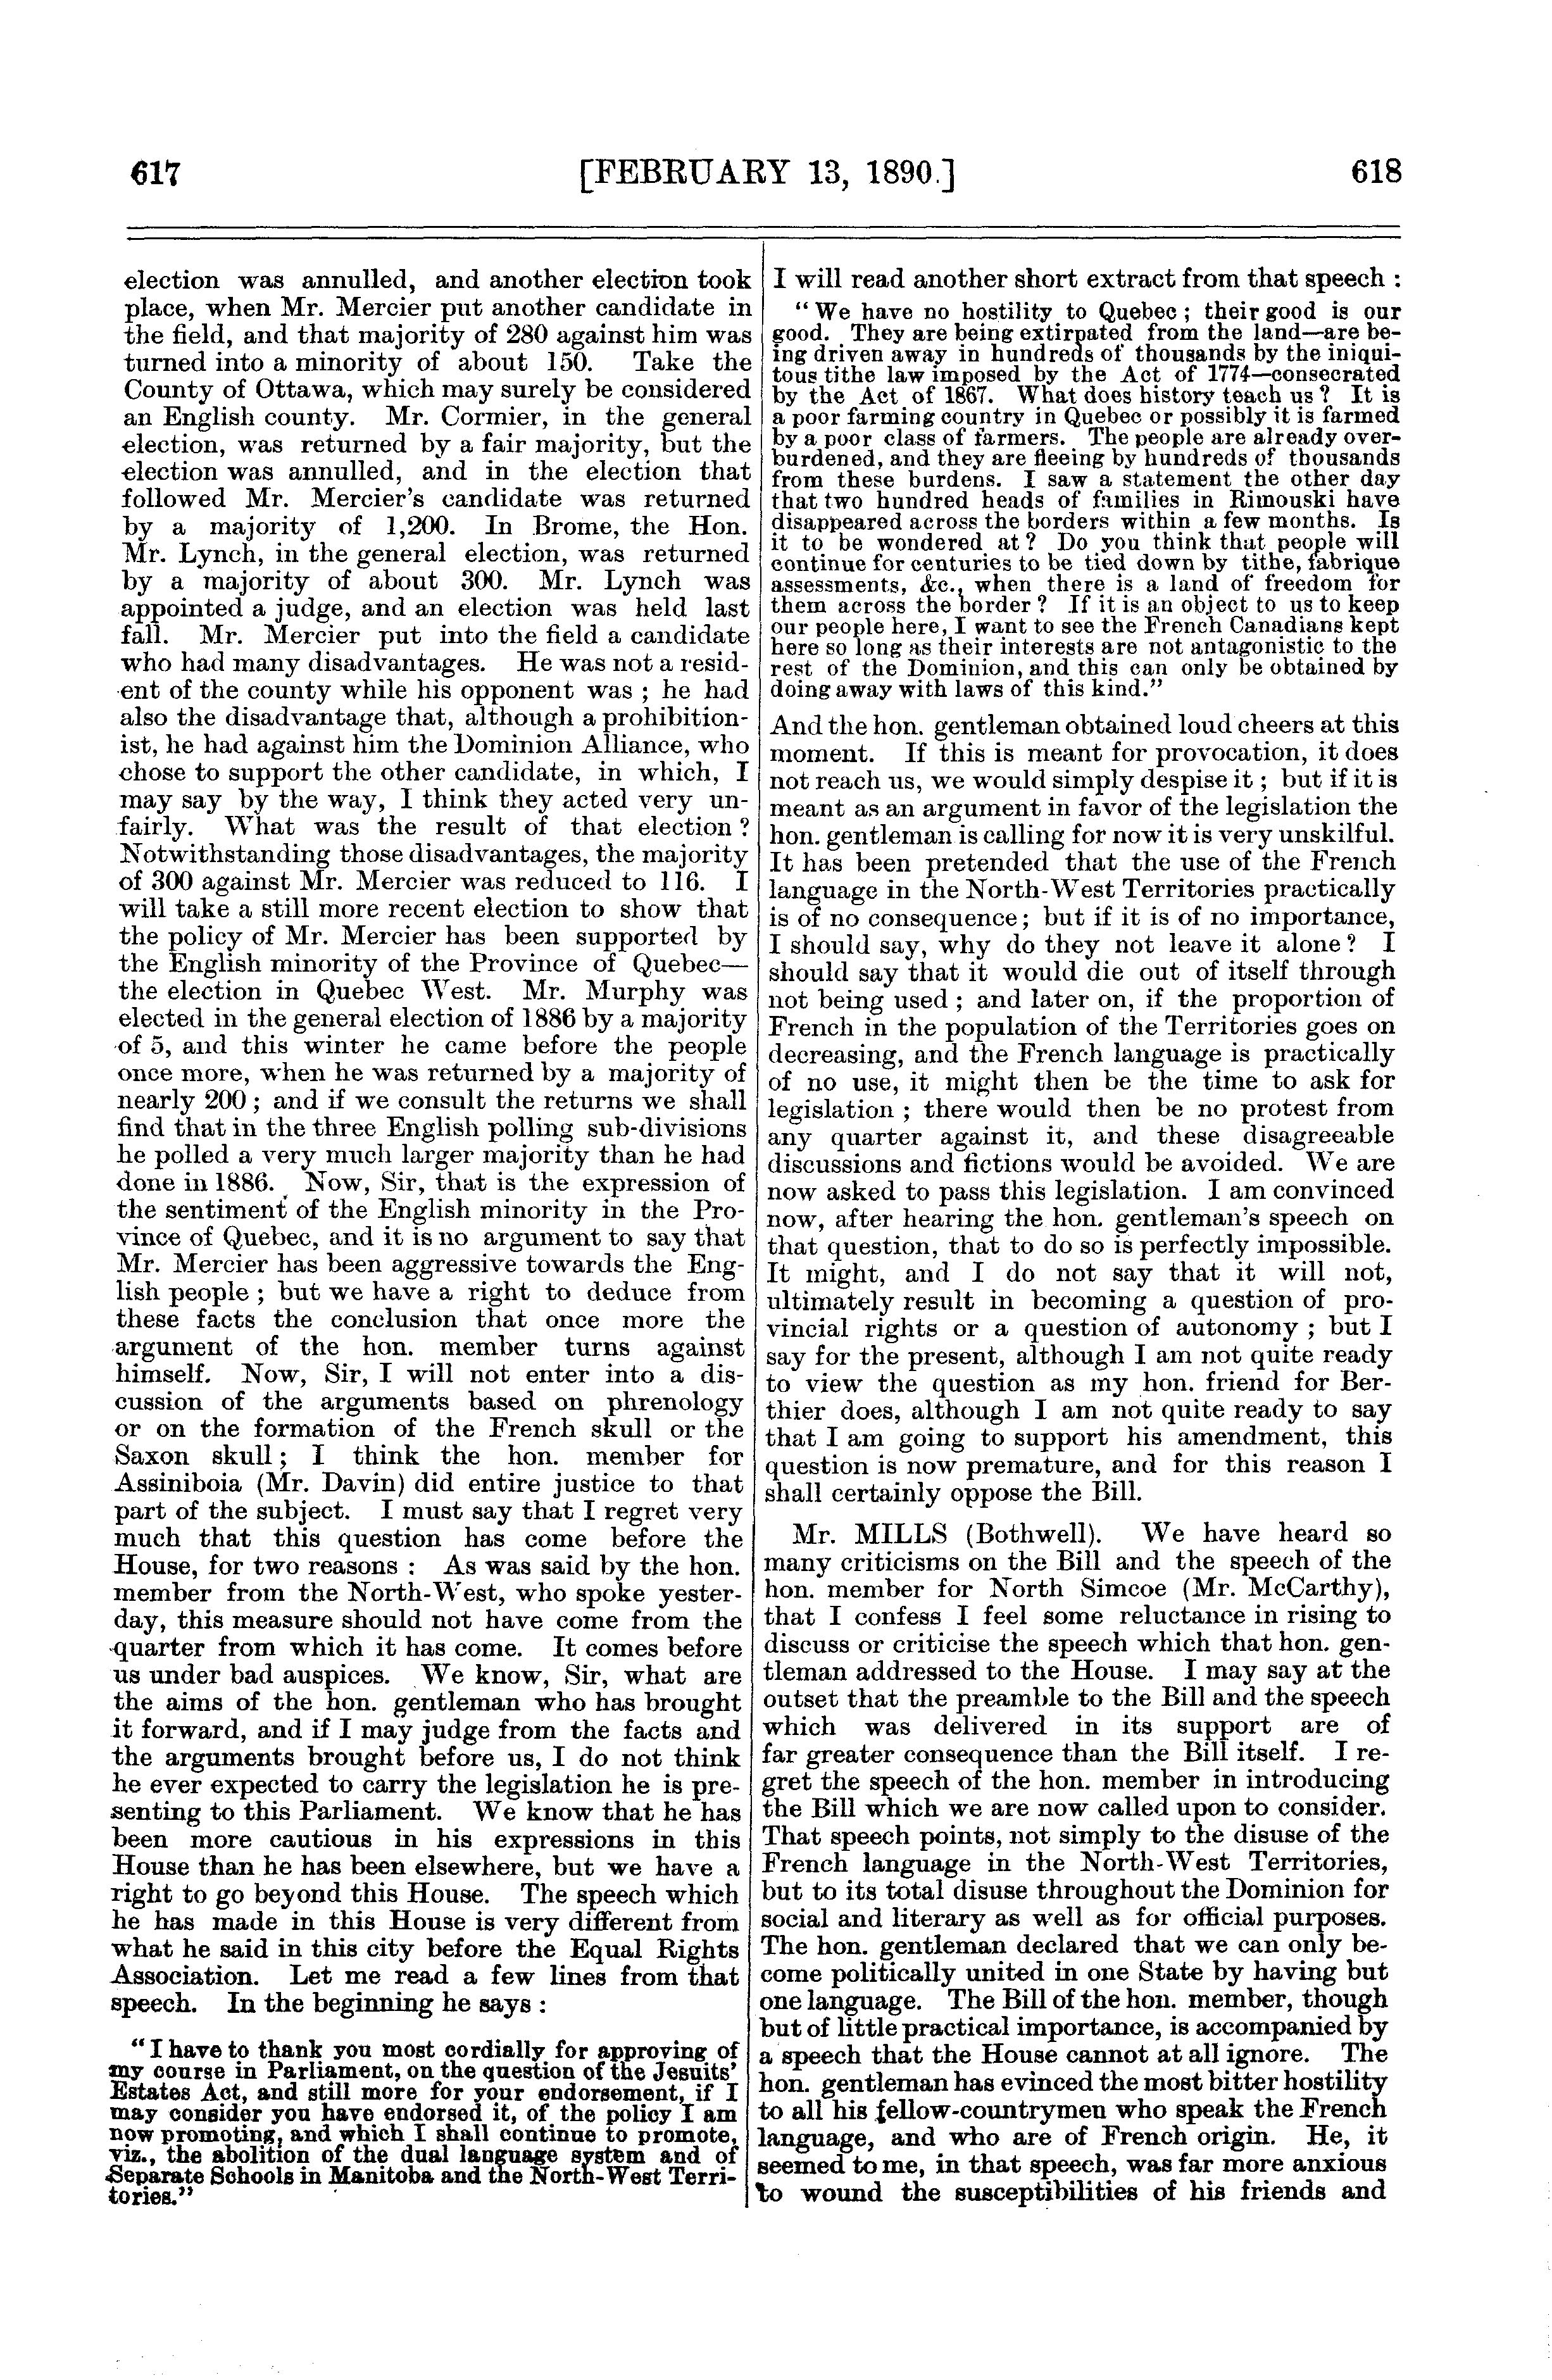 617
[FEBRUARY 13, 1890.]
618
election was annulled, and another election took
place, when Mr. Mercier put another candidate in
the field, and that majority of 280 against him was
turned into a minority of about 150. Take the
County of Ottawa, which may surely be considered
an English county. Mr. Cormier, in the general
election, was returned by a fair majority, but the
election was annulled, and in the election that
followed Mr. Mercier's candidate was returned
by a majority of 1,200. In Brome, the Hon.
Mr. Lynch, in the general election, was returned
by a majority of about 300. Mr. Lynch was
appointed a judge, and an election was held last
fall. Mr. Mercier put into the field a candidate
who had many disadvantages. He was not a resid-
ent of the county while his opponent was ; he had
also the disadvantage that, although a prohibition-
ist, he had against him the Dominion Alliance, who
chose to support the other candidate, in which, I
may say by the way, I think they acted very un-
fairly. What was the result of that election ?
Notwithstanding those disadvantages, the majority
of 300 against Mr. Mercier was reduced to 116. I
will take a still more recent election to show that
the policy of Mr. Mercier has been supported by
the English minority of the Province of Quebec—
the election in Quebec West. Mr. Murphy was
elected in the general election of 1886 by a majority
of 5, and this winter he came before the people
once more, when he was returned by a majority of
nearly 200 ; and if we consult the returns we shall
find that in the three English polling sub-divisions
he polled a very much larger majority than he had
done in 1886. Now, Sir, that is the expression of
the sentiment of the English minority in the Pro-
vince of Quebec, and it is no argument to say that
Mr. Mercier has been aggressive towards the Eng-
lish people ; but we have a right to deduce from
these facts the conclusion that once more the
argument of the hon. member turns against
himself. Now, Sir, I will not enter into a dis-
cussion of the arguments based on phrenology
or on the formation of the French skull or the
Saxon skull ; I think the hon. member for
Assiniboia (Mr. Davin) did entire justice to that
part of the subject. I must say that I regret very
much that this question has come before the
House, for two reasons : As was said by the hon.
member from the North-West, who spoke yester-
day, this measure should not have come from the
quarter from which it has come. It comes before
us under bad auspices. We know, Sir, what are
the aims of the hon. gentleman who has brought
it forward, and if I may judge from the facts and
the arguments brought before us, I do not think
he ever expected to carry the legislation he is pre-
senting to this Parliament. We know that he has
been more cautious in his expressions in this
House than he has been elsewhere, but we have a
right to go beyond this House. The speech which
he has made in this House is very different from
what he said in this city before the Equal Rights
Association. Let me read a few lines from that
speech. In the beginning he says :
"I have to thank you most cordially for approving of
my course in Parliament, on the question of the Jesuits'
Estates Act, and still more for your endorsement, if I
may consider you have endorsed it, of the policy I am
now promoting, and which I shall continue to promote,
viz., the abolition of the dual language system and of
Separate Schools in Manitoba and the North-West Terri-
tories."
I will read another short extract from that speech :
"We have no hostility to Quebec ; their good is our
good. They are being extirpated from the land—are be-
ing driven away in hundreds of thousands by the iniqui-
tous tithe law imposed by the Act of 1774—consecrated
by the Act of 1867. What does history teach us ? It is
a poor farming country in Quebec or possibly it is farmed
by a poor class of farmers. The people are already over-
burdened, and they are fleeing by hundreds of thousands
from these burdens. I saw a statement the other day
that two hundred heads of families in Rimouski have
disappeared across the borders within a few months. Is
it to be wondered at ? Do you think that people will
continue for centuries to be tied down by tithe, fabrique
assessments, &c., when there is a land of freedom for
them across the border ? If it is an object to us to keep
our people here, I want to see the French Canadians kept
here so long as their interests are not antagonistic to the
rest of the Dominion, and this can only be obtained by
doing away with laws of this kind."
And the hon. gentleman obtained loud cheers at this
moment. If this is meant for provocation, it does
not reach us, we would simply despise it ; but if it is
meant as an argument in favor of the legislation the
hon. gentleman is calling for now it is very unskilful.
It has been pretended that the use of the French
language in the North-West Territories practically
is of no consequence ; but if it is of no importance,
I should say, why do they not leave it alone ? I
should say that it would die out of itself through
not being used ; and later on, if the proportion of
French in the population of the Territories goes on
decreasing, and the French language is practically
of no use, it might then be the time to ask for
legislation ; there would then be no protest from
any quarter against it, and these disagreeable
discussions and fictions would be avoided. We are
now asked to pass this legislation. I am convinced
now, after hearing the hon. gentleman's speech on
that question, that to do so is perfectly impossible.
It might, and I do not say that it will not,
ultimately result in becoming a question of pro-
vincial rights or a question of autonomy ; but I
say for the present, although I am not quite ready
to view the question as my hon. friend for Ber-
thier does, although I am not quite ready to say
that I am going to support his amendment, this
question is now premature, and for this reason I
shall certainly oppose the Bill.
Mr. MILLS (Bothwell). We have heard so
many criticisms on the Bill and the speech of the
hon. member for North Simcoe (Mr. McCarthy),
that I confess I feel some reluctance in rising to
discuss or criticise the speech which that hon. gen-
tleman addressed to the House. I may say at the
outset that the preamble to the Bill and the speech
which was delivered in its support are of
far greater consequence than the Bill itself. I re-
gret the speech of the hon. member in introducing
the Bill which we are now called upon to consider.
That speech points, not simply to the disuse of the
French language in the North-West Territories,
but to its total disuse throughout the Dominion for
social and literary as well as for official purposes.
The hon. gentleman declared that we can only be-
come politically united in one State by having but
one language. The Bill of the hon. member, though
but of little practical importance, is accompanied by
a speech that the House cannot at all ignore. The
hon. gentleman has evinced the most bitter hostility
to all his fellow-countrymen who speak the French
language, and who are of French origin. He, it
seemed to me, in that speech, was far more anxious
to wound the susceptibilities of his friends and